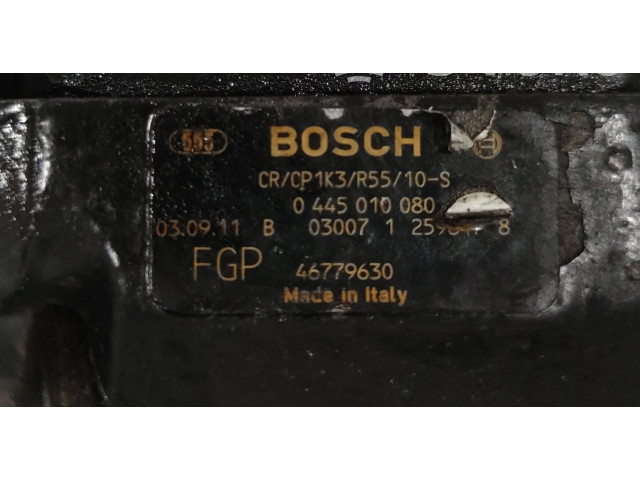 BOSCH
CR/CP1K3/R55/10-S
0 445 010 080
03.09.11 B 03007 1 8
FGP 46779630
Made in Italy